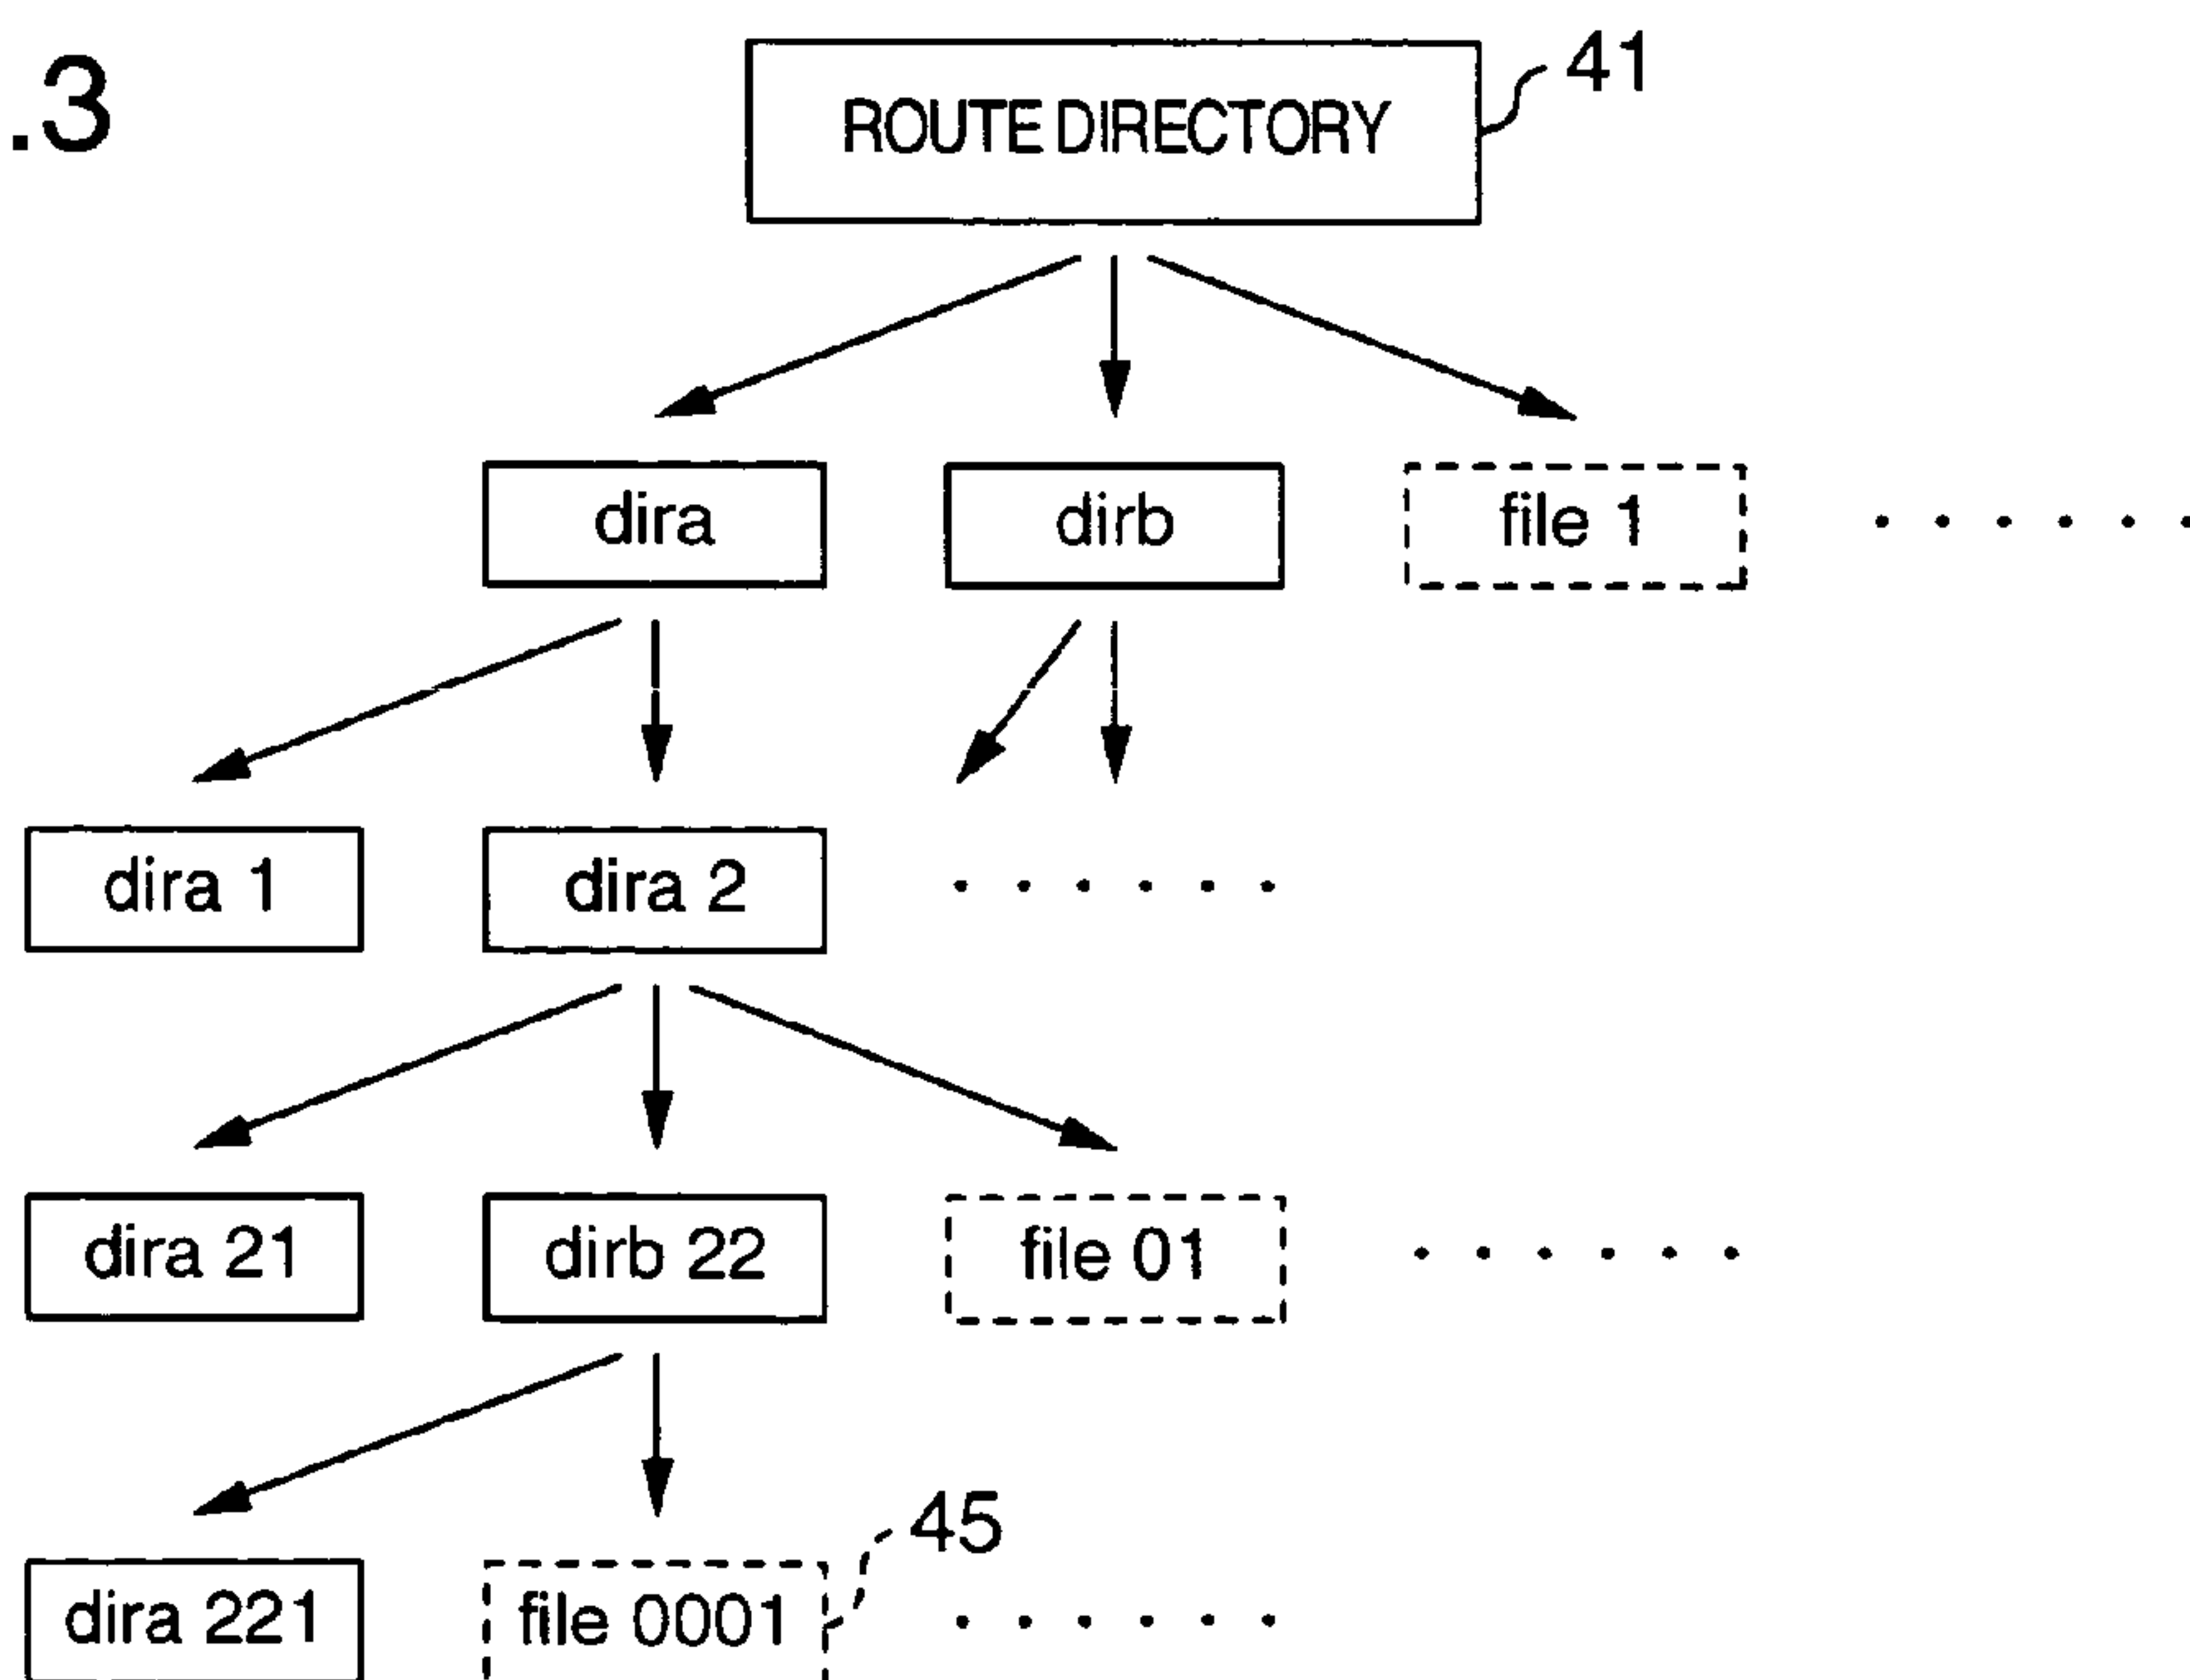 .3
ROUTE DIRECTORY
41
dira
dirb
file 1
. . . . . .
dira 1
dira 2
. . . . . .
dira 21
dirb 22
file 01
. . . . . .
dira 221
file 0001
45
. . . . . .